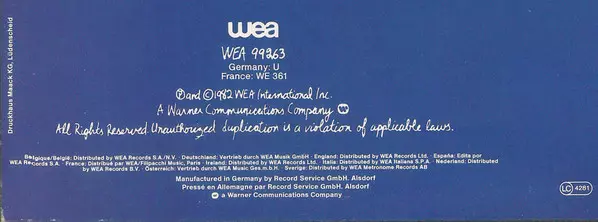 wea
WEA 99263
Germany: U
France: WE 361
Ⓟ and © 1982 WEA International Inc.
A Warner Communications Company
All Rights Reserved Unauthorized duplication is a violation of applicable laws.
Belgique/België: Distributed by WEA Records S.A./N.V. · Deutschland: Vertrieb durch WEA Musik GmbH · England: Distributed by WEA Records Ltd. · España: Edita por
WEA Records S.A. · France: Distribué par WEA/Filipacchi Music, Paris · Ireland: Distributed by WEA Records Ltd. · Italia: Distributed by WEA Italiana S.P.A. · Nederland: Distributed
by WEA Records B.V. · Österreich: Vertrieb durch WEA Music Ges.m.b.H. · Sverige: Distributed by WEA Metronome Records AB
Manufactured in Germany by Record Service GmbH. Alsdorf
Pressé en Allemagne par Record Service GmbH. Alsdorf
a Warner Communications Company
LC 4281
Druckhaus Maack KG, Lüdenscheid